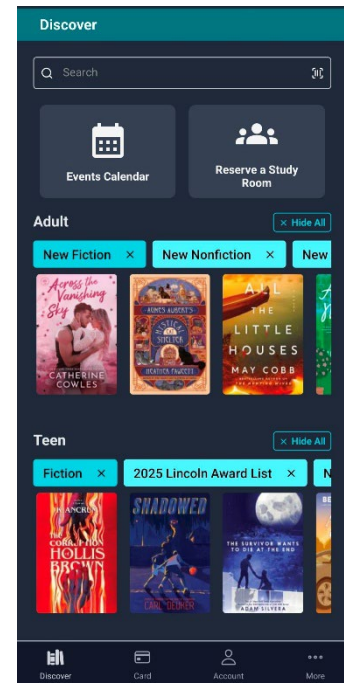 Discover
Search
Events Calendar
Reserve a Study
Room
Adult
× Hide All
New Fiction ×
New Nonfiction ×
New
Across the
Vanishing
Sky
CATHERINE
COWLES
AGNES AUBERT'S
MYSTICAL
SHELTER
HEATHER FAWCETT
ALL
THE
LITTLE
HOUSES
MAY COBB
Teen
× Hide All
Fiction ×
2025 Lincoln Award List ×
N
CORRUPTION
HOLLIS
BROWN
SHADOWED
CARL DEUKER
THE SURVIVOR WANTS
TO DIE AT THE END
ADAM SILVERA
BE
Discover
Card
Account
More